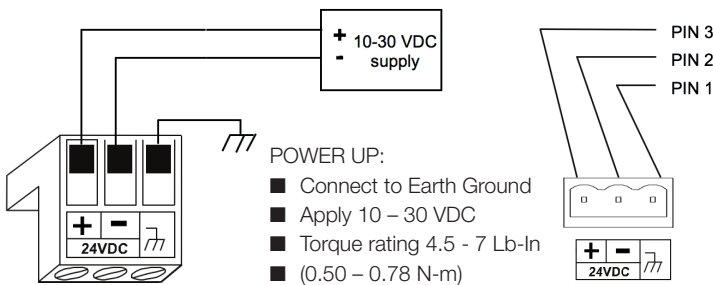 + 10-30 VDC
- supply
PIN 3
PIN 2
PIN 1
POWER UP:
■ Connect to Earth Ground
■ Apply 10 – 30 VDC
■ Torque rating 4.5 - 7 Lb-In
■ (0.50 – 0.78 N-m)
+ -
24VDC
+ -
24VDC